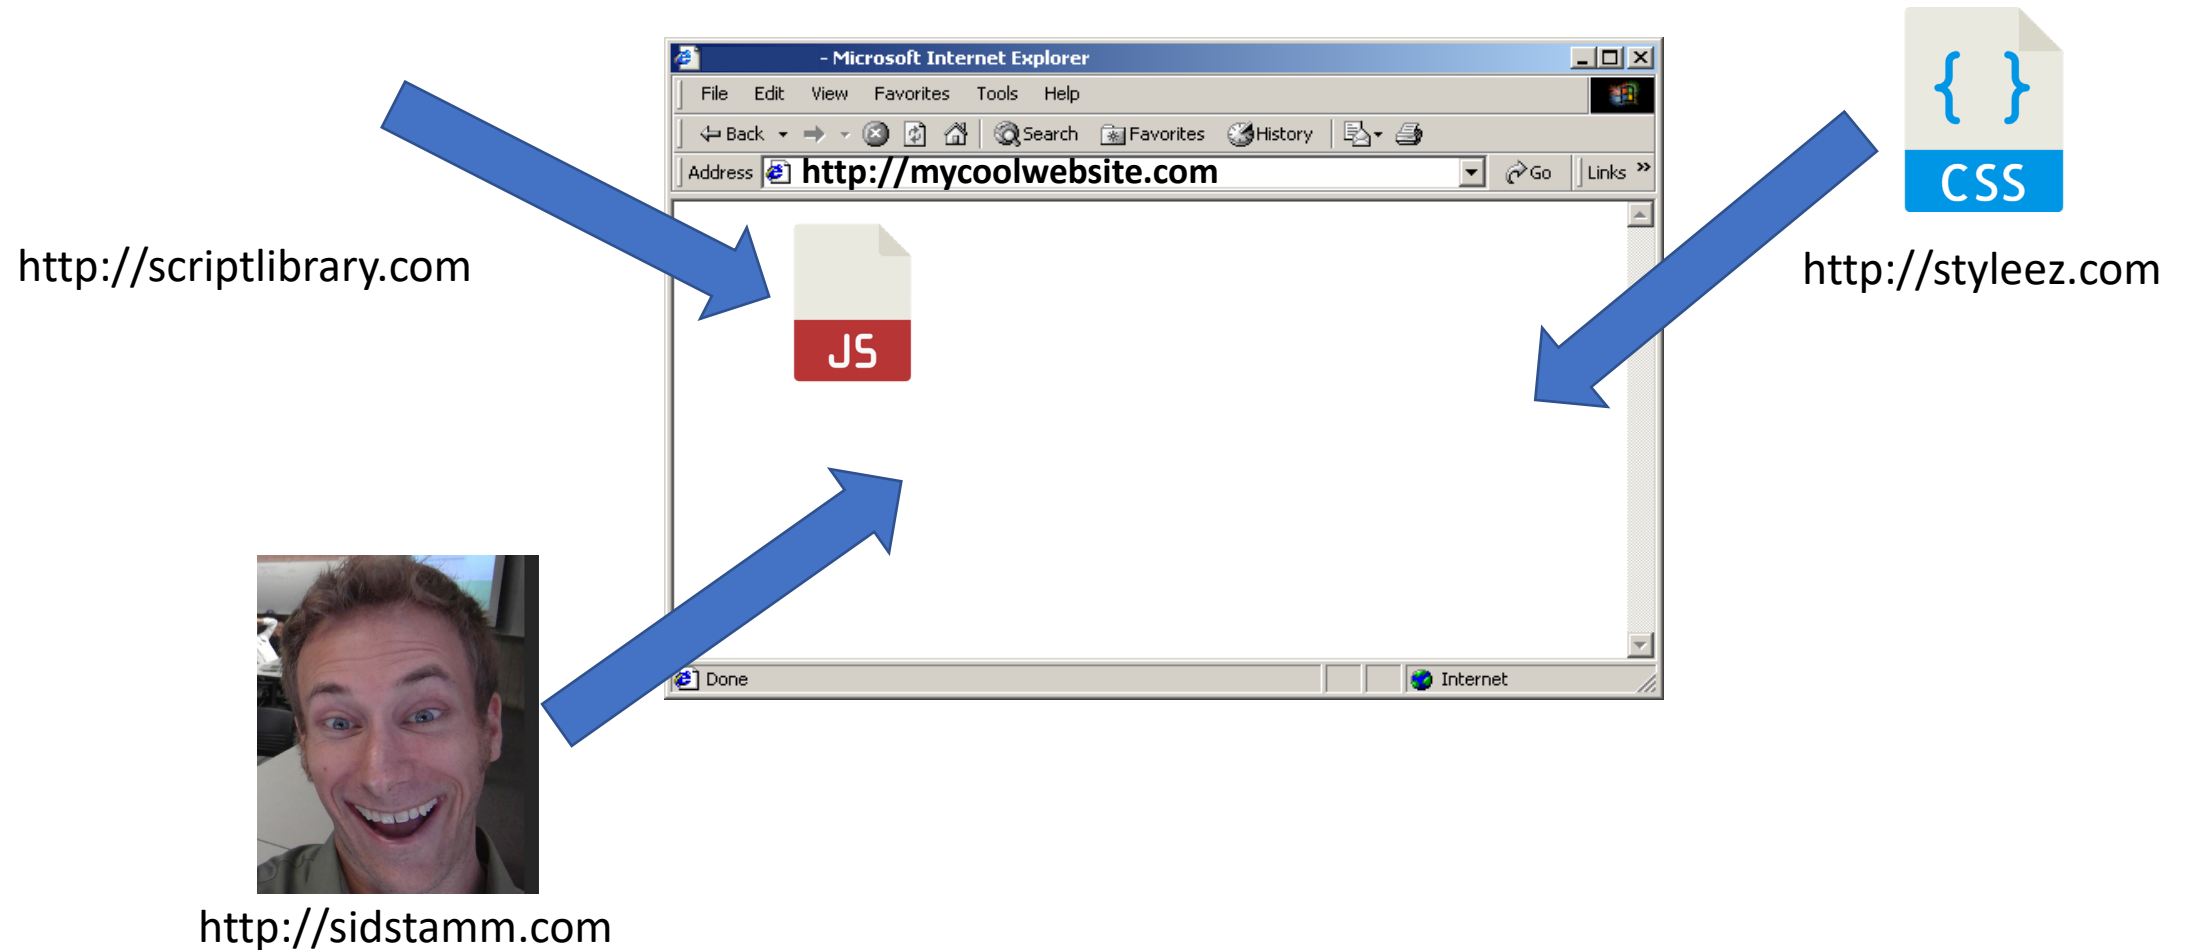 - Microsoft Internet Explorer
File Edit View Favorites Tools Help
Back Search Favorites History
Address http://mycoolwebsite.com Go Links »
{ }
CSS
http://scriptlibrary.com
http://styleez.com
JS
Done Internet
http://sidstamm.com